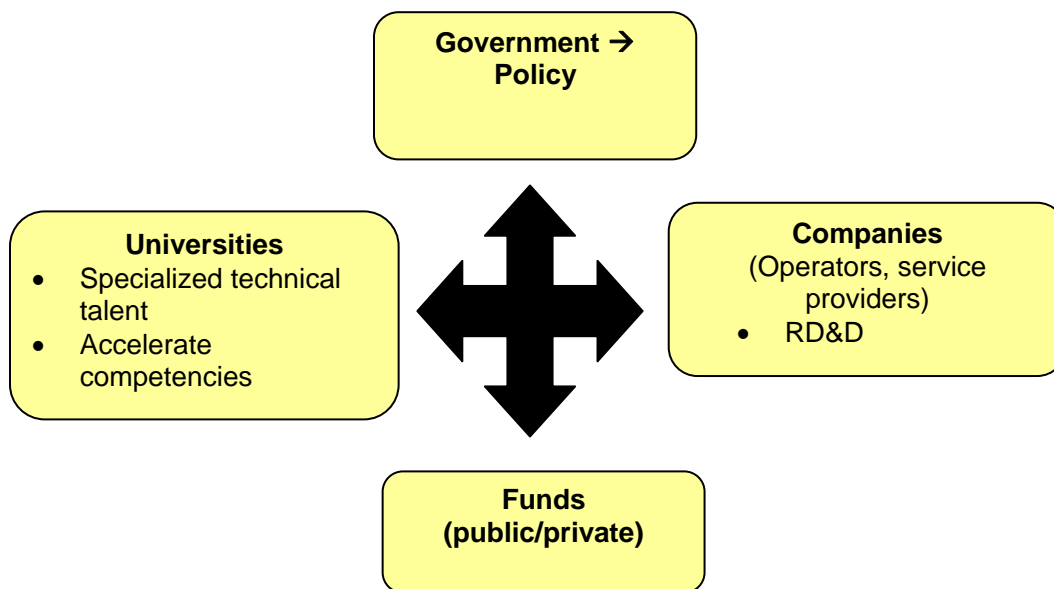 Government →
Policy
Universities
• Specialized technical
talent
• Accelerate
competencies
Companies
(Operators, service
providers)
• RD&D
Funds
(public/private)